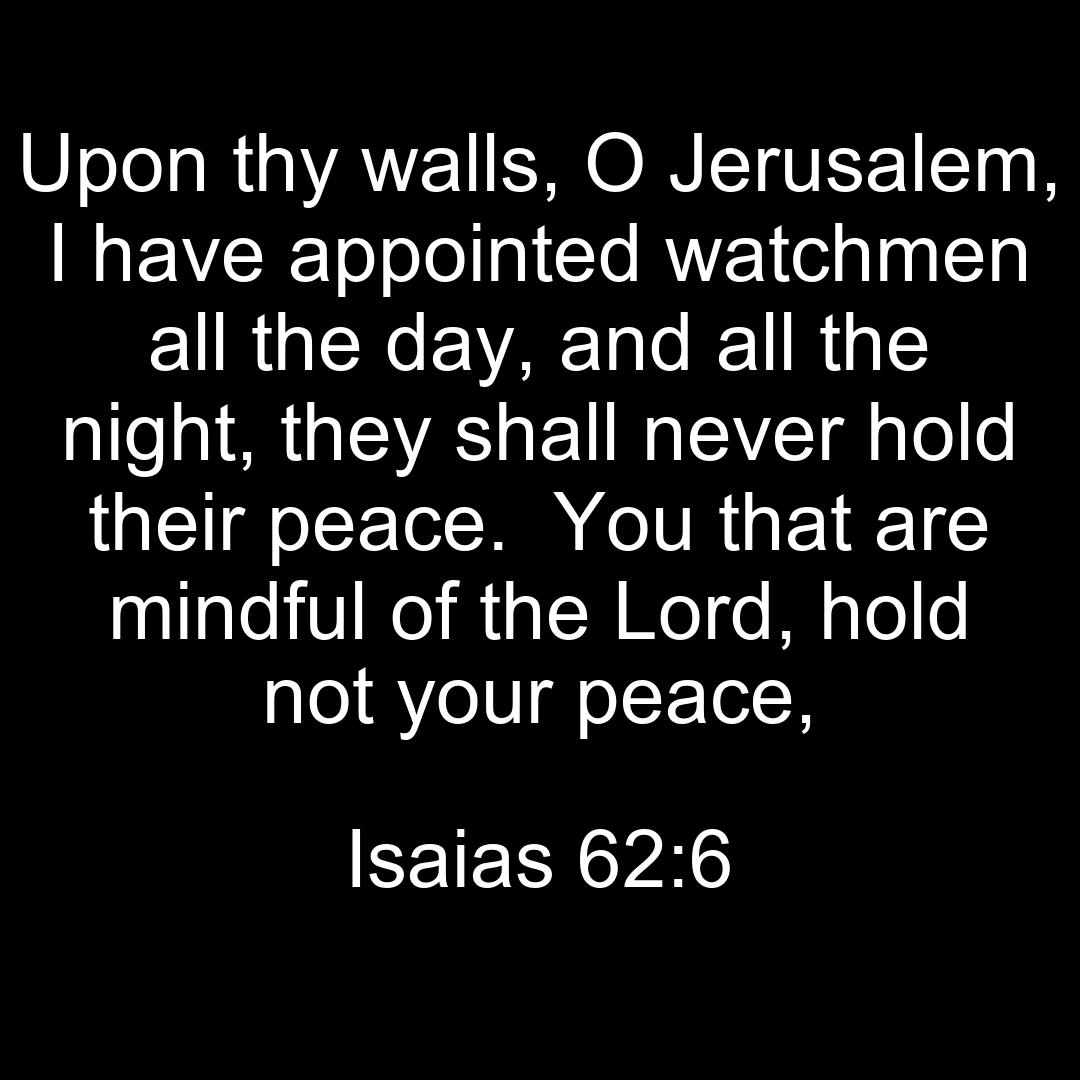 Upon thy walls, O Jerusalem,
I have appointed watchmen
all the day, and all the
night, they shall never hold
their peace.  You that are
mindful of the Lord, hold
not your peace,
Isaias 62:6